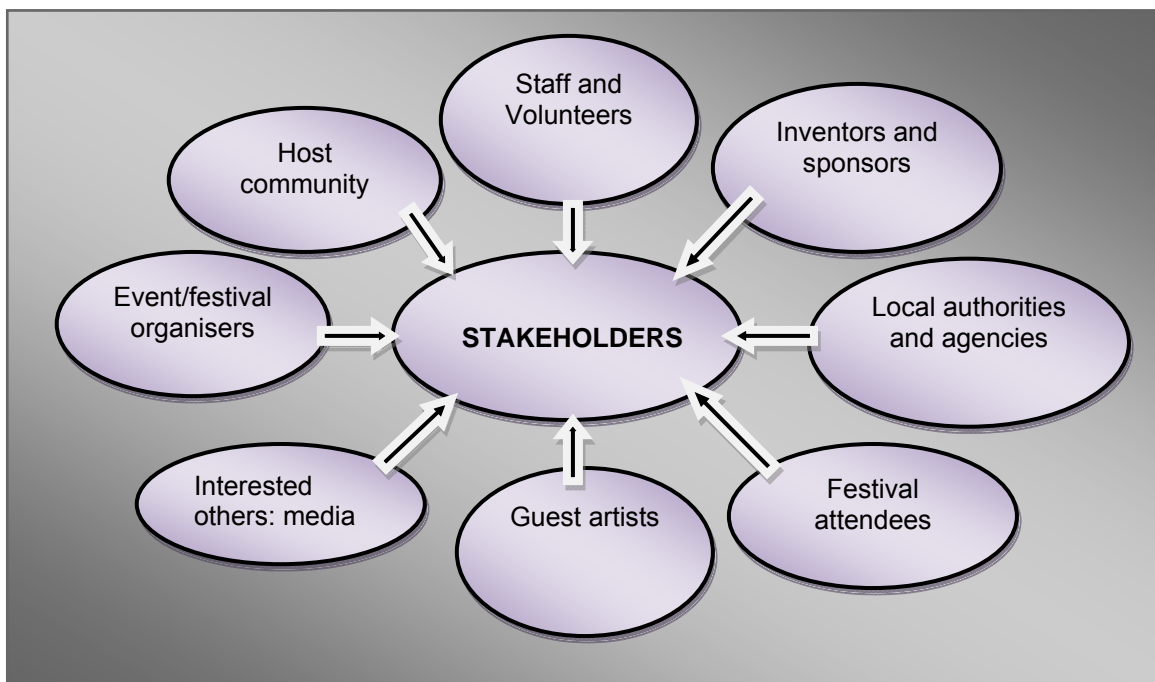 Staff and
Volunteers
Inventors and
sponsors
Host
community
Event/festival
organisers
STAKEHOLDERS
Local authorities
and agencies
Interested
others: media
Guest artists
Festival
attendees